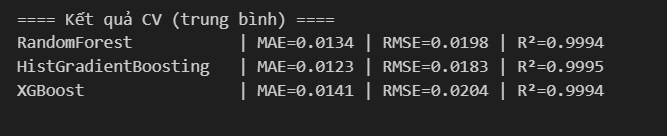 ==== Kết quả CV (trung bình) ====
RandomForest | MAE=0.0134 | RMSE=0.0198 | R²=0.9994
HistGradientBoosting | MAE=0.0123 | RMSE=0.0183 | R²=0.9995
XGBoost | MAE=0.0141 | RMSE=0.0204 | R²=0.9994